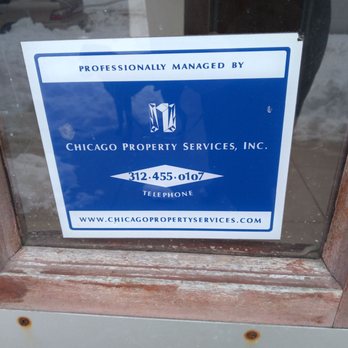 PROFESSIONALLY MANAGED BY
CHICAGO PROPERTY SERVICES, INC.
312·455·0107
TELEPHONE
WWW.CHICAGOPROPERTYSERVICES.COM